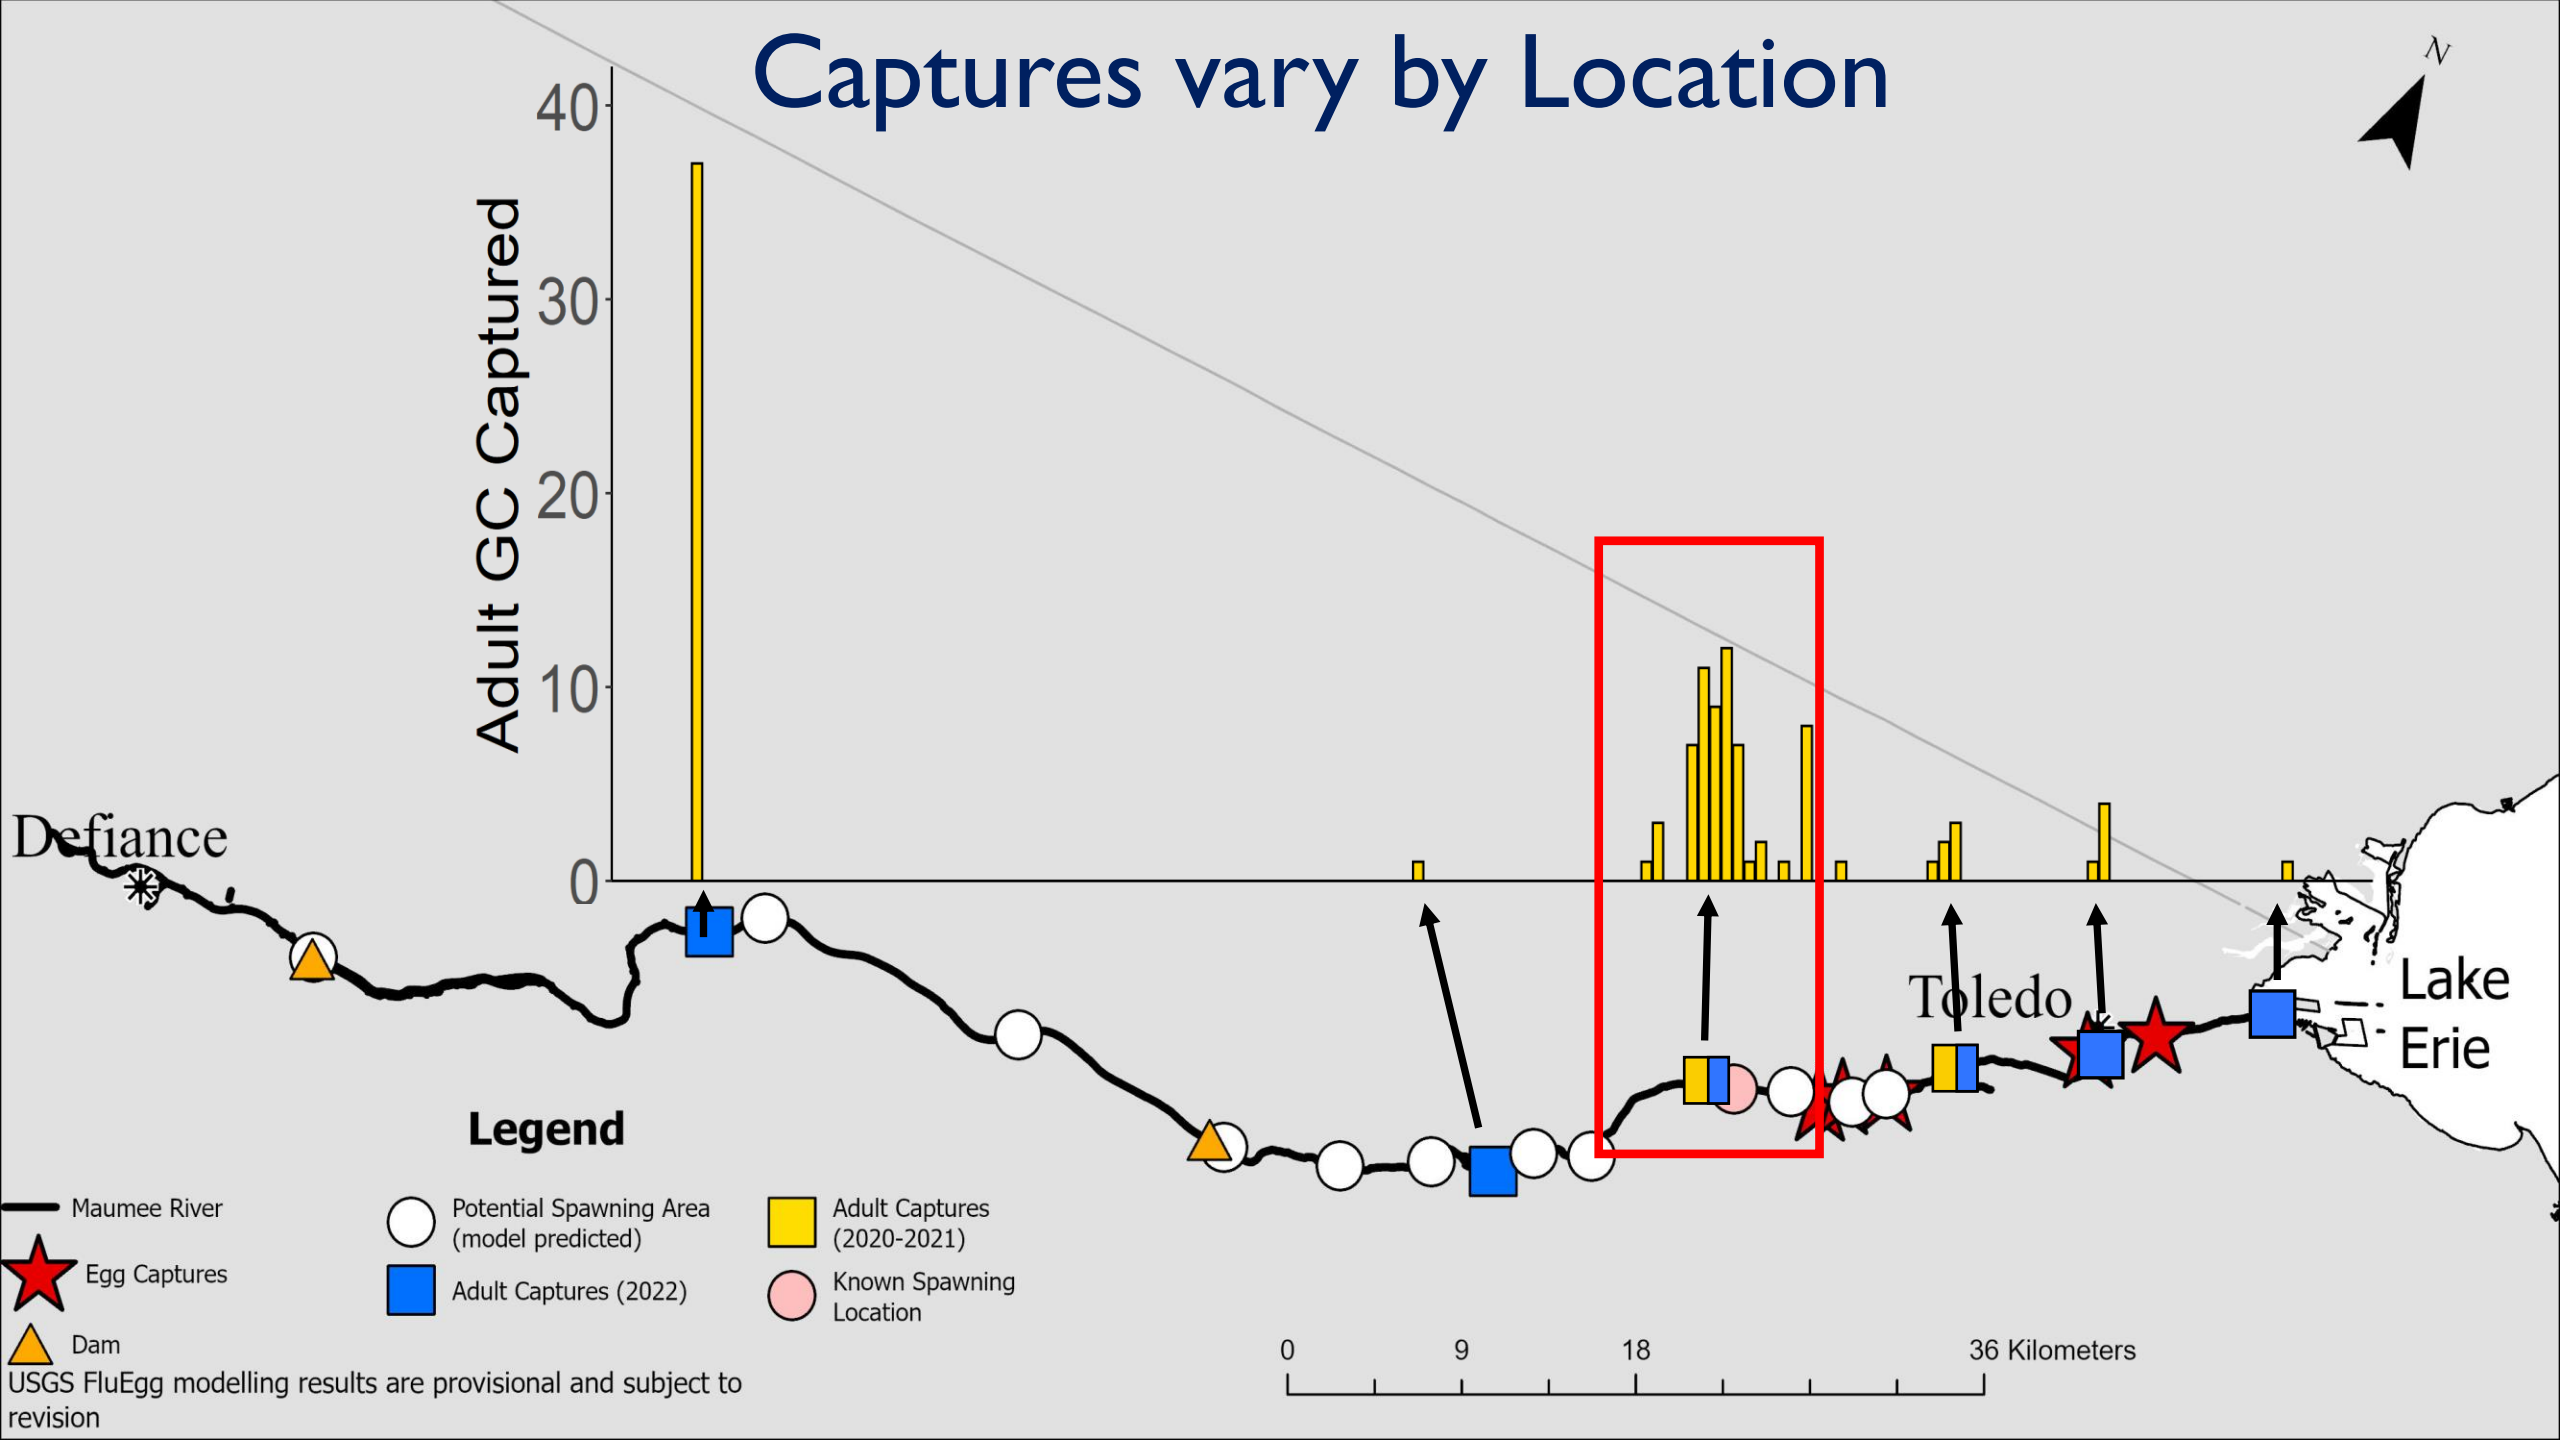 Captures vary by Location
N
40
30
20
10
0
Adult GC Captured
Defiance
Toledo
Lake
Erie
Legend
Maumee River
Egg Captures
Dam
Potential Spawning Area
(model predicted)
Adult Captures (2022)
Adult Captures
(2020-2021)
Known Spawning
Location
USGS FluEgg modelling results are provisional and subject to
revision
0 9 18 36 Kilometers